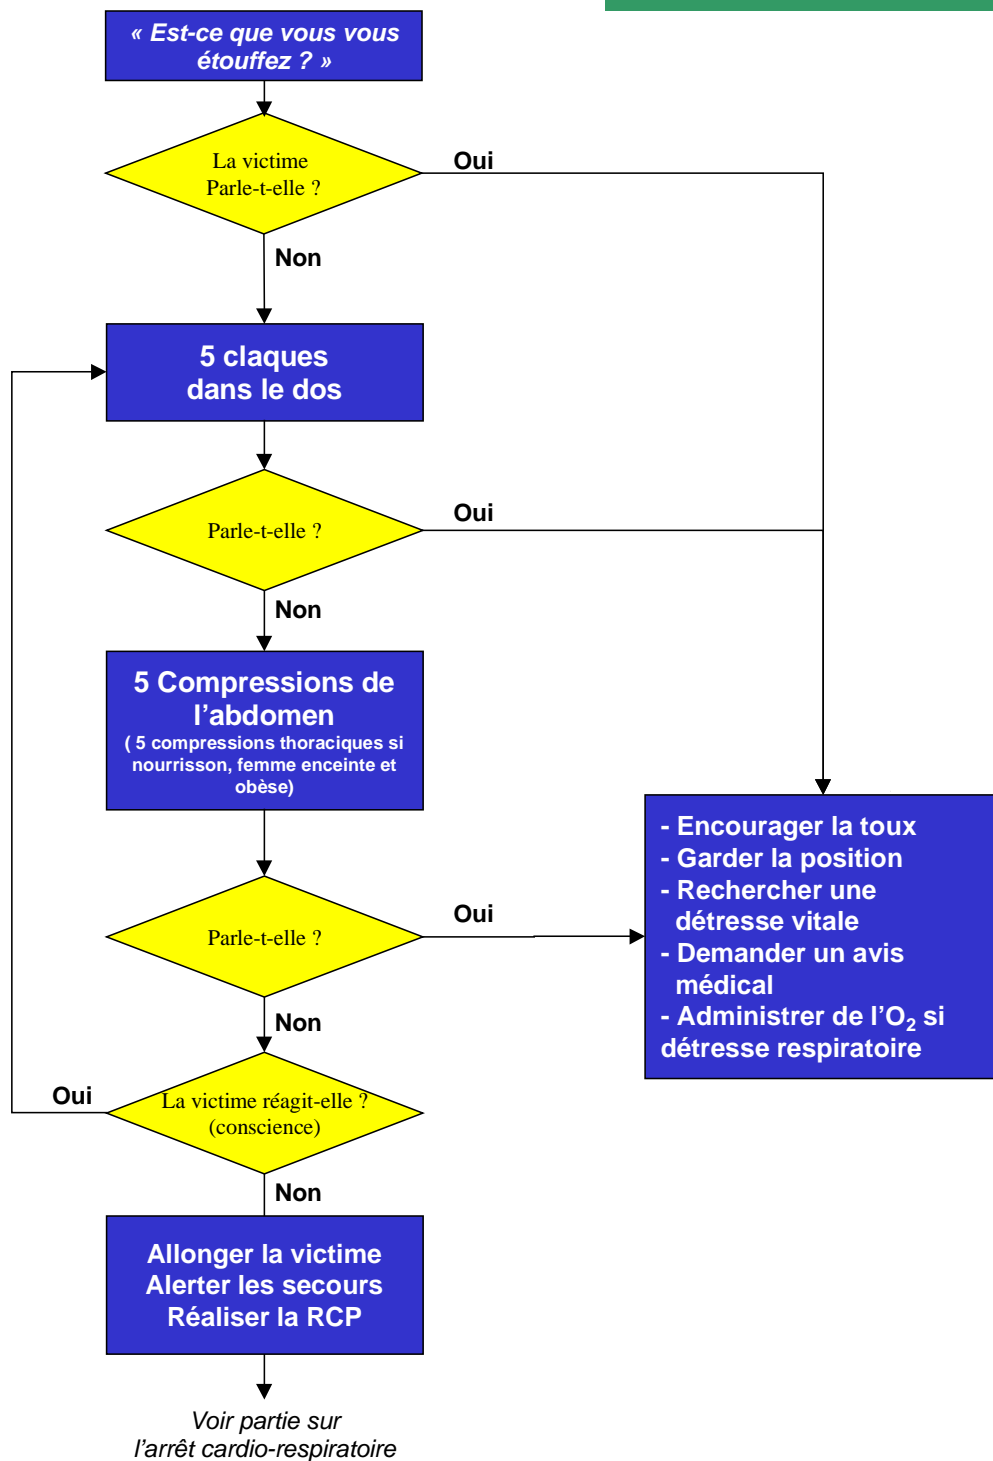 « Est-ce que vous vous
étouffez ? »
La victime
Parle-t-elle ?
Oui
Non
5 claques
dans le dos
Parle-t-elle ?
Oui
Non
5 Compressions de
l’abdomen
( 5 compressions thoraciques si
nourrisson, femme enceinte et
obèse)
Parle-t-elle ?
Oui
- Encourager la toux
- Garder la position
- Rechercher une
détresse vitale
- Demander un avis
médical
- Administrer de l’O₂ si
détresse respiratoire
Non
La victime réagit-elle ?
(conscience)
Oui
Non
Allonger la victime
Alerter les secours
Réaliser la RCP
Voir partie sur
l’arrêt cardio-respiratoire